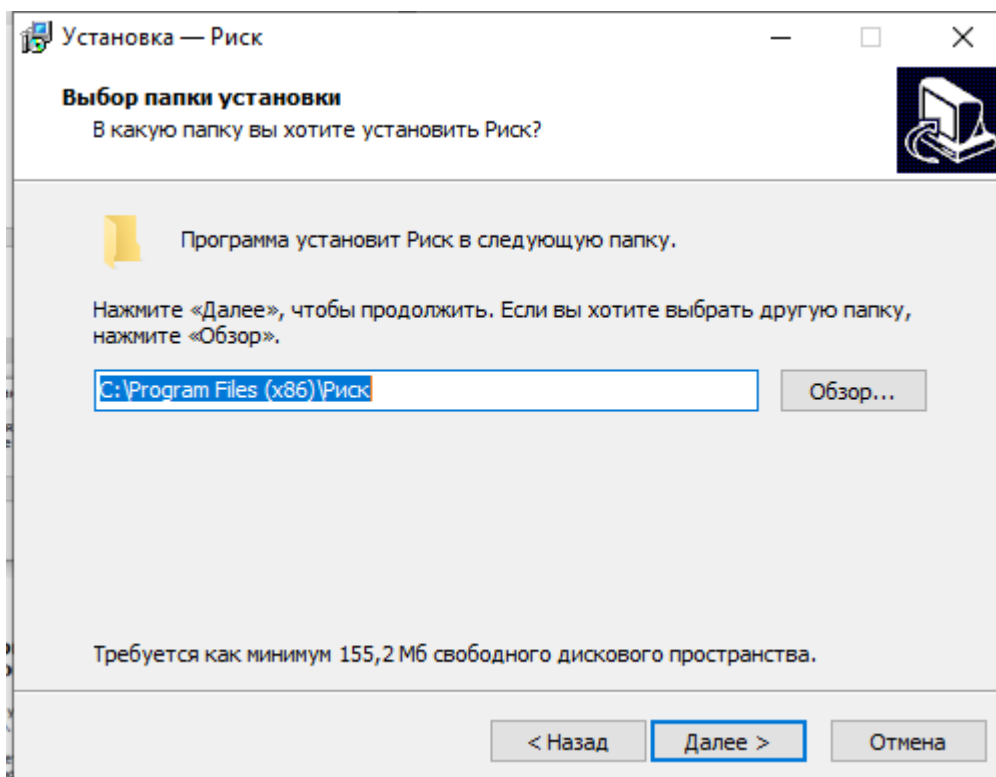 Установка — Риск
Выбор папки установки
В какую папку вы хотите установить Риск?
Программа установит Риск в следующую папку.
Нажмите «Далее», чтобы продолжить. Если вы хотите выбрать другую папку,
нажмите «Обзор».
C:\Program Files (x86)\Риск
Обзор...
Требуется как минимум 155,2 Мб свободного дискового пространства.
< Назад
Далее >
Отмена